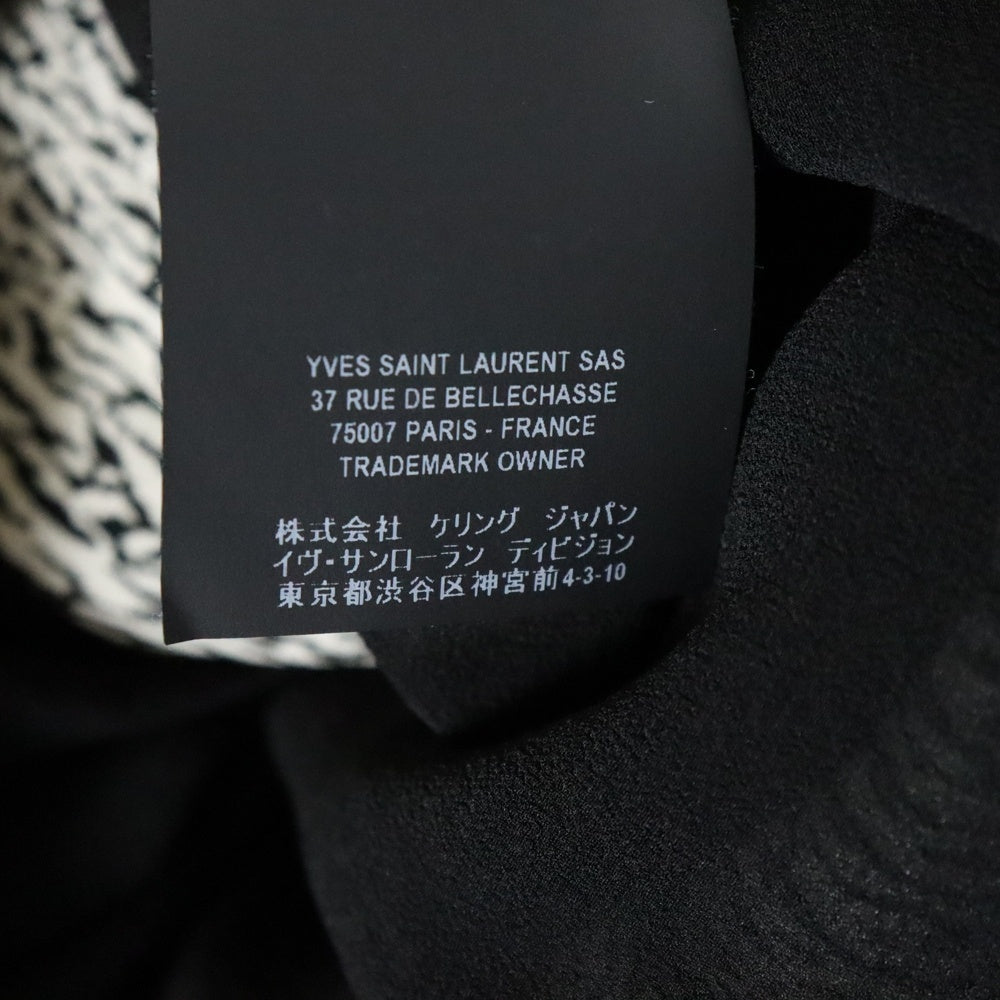 YVES SAINT LAURENT SAS
37 RUE DE BELLECHASSE
75007 PARIS - FRANCE
TRADEMARK OWNER
株式会社 ケリング ジャパン
イヴ・サンローラン ディビジョン
東京都渋谷区神宮前4-3-10